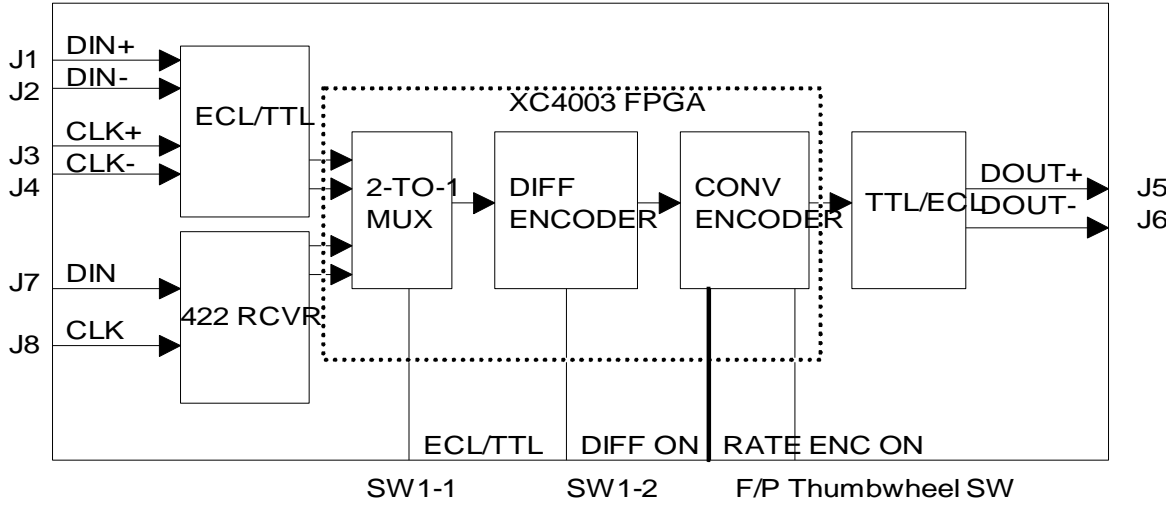 J1 DIN+
J2 DIN-
J3 CLK+
J4 CLK-
ECL/TTL
XC4003 FPGA
2-TO-1
MUX
DIFF
ENCODER
CONV
ENCODER
TTL/ECL
DOUT+ J5
DOUT- J6
J7 DIN
J8 CLK
422 RCVR
ECL/TTL DIFF ON RATE ENC ON
SW1-1 SW1-2 F/P Thumbwheel SW